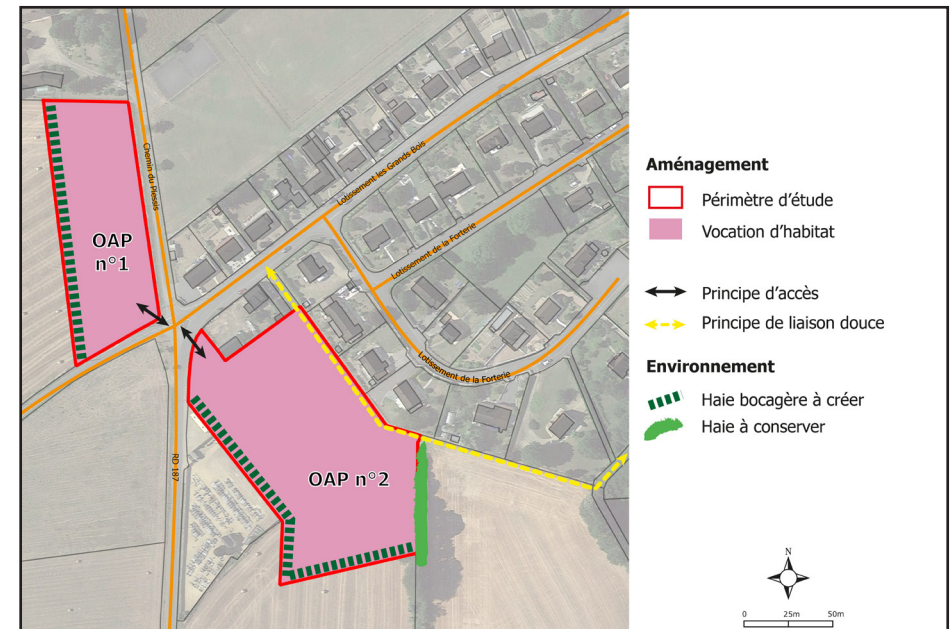 Chemin du Plessis
Lotissement les Grands Bois
OAP
n°1
Lotissement de la Forterie
Lotissement de la Forterie
RD 187
OAP n°2
Aménagement
Périmètre d'étude
Vocation d'habitat
Principe d'accès
Principe de liaison douce
Environnement
Haie bocagère à créer
Haie à conserver
N
0 25m 50m